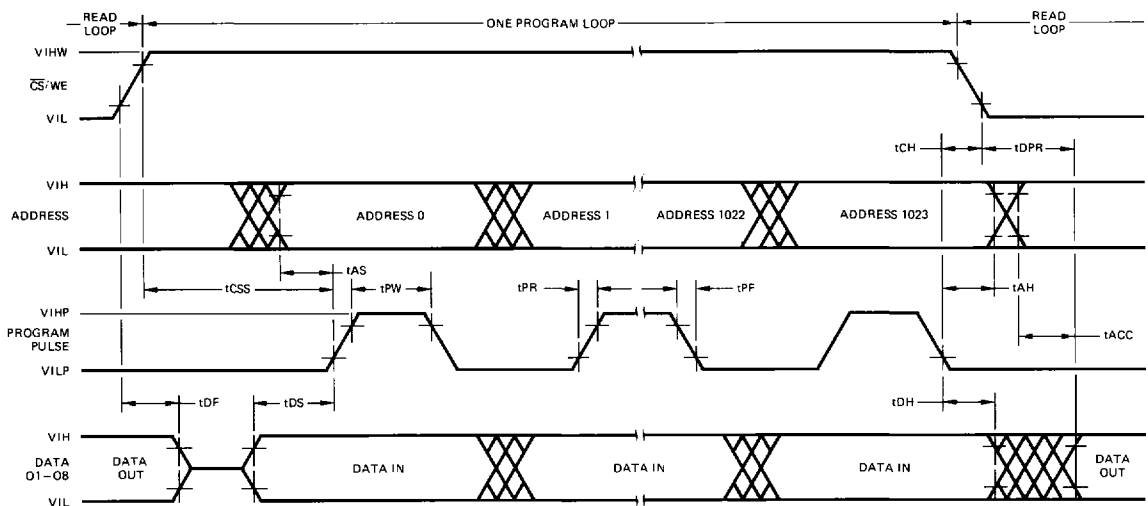 READ
LOOP
ONE PROGRAM LOOP
READ
LOOP
VIHW
CS/WE
VIL
tCH
tDPR
VIH
ADDRESS
ADDRESS 0
ADDRESS 1
ADDRESS 1022
ADDRESS 1023
VIL
tAS
tCSS
tPW
tPR
tPF
tAH
VIHP
PROGRAM
PULSE
tACC
VILP
tDF
tDS
tDH
VIH
DATA
01–08
DATA
OUT
DATA IN
DATA IN
DATA IN
DATA
OUT
VIL